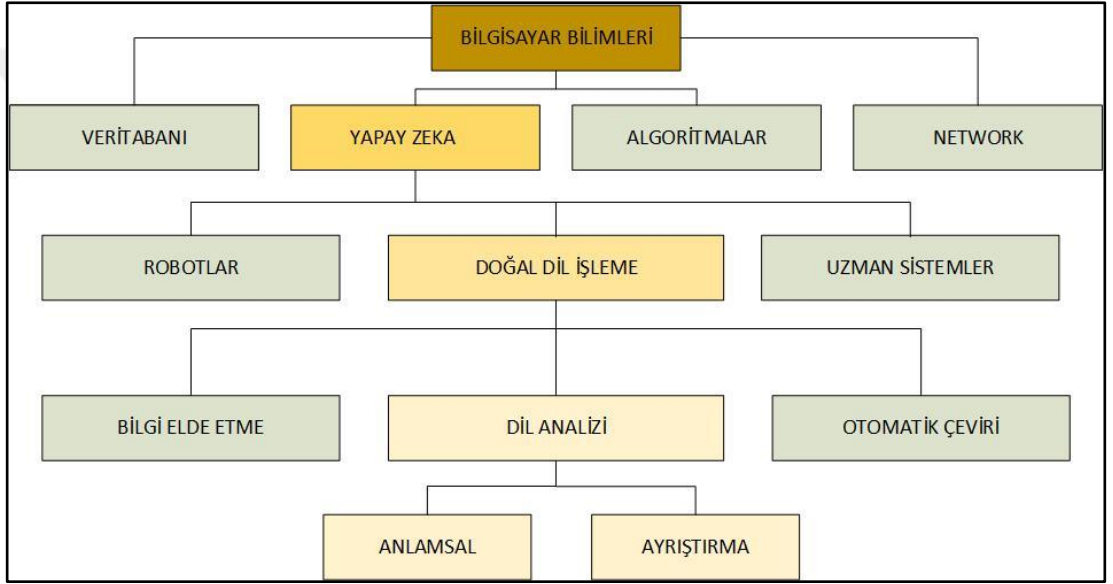 BİLGİSAYAR BİLİMLERİ
VERİTABANI
YAPAY ZEKA
ALGORİTMALAR
NETWORK
ROBOTLAR
DOĞAL DİL İŞLEME
UZMAN SİSTEMLER
BİLGİ ELDE ETME
DİL ANALİZİ
OTOMATİK ÇEVİRİ
ANLAMSAL
AYRIŞTIRMA